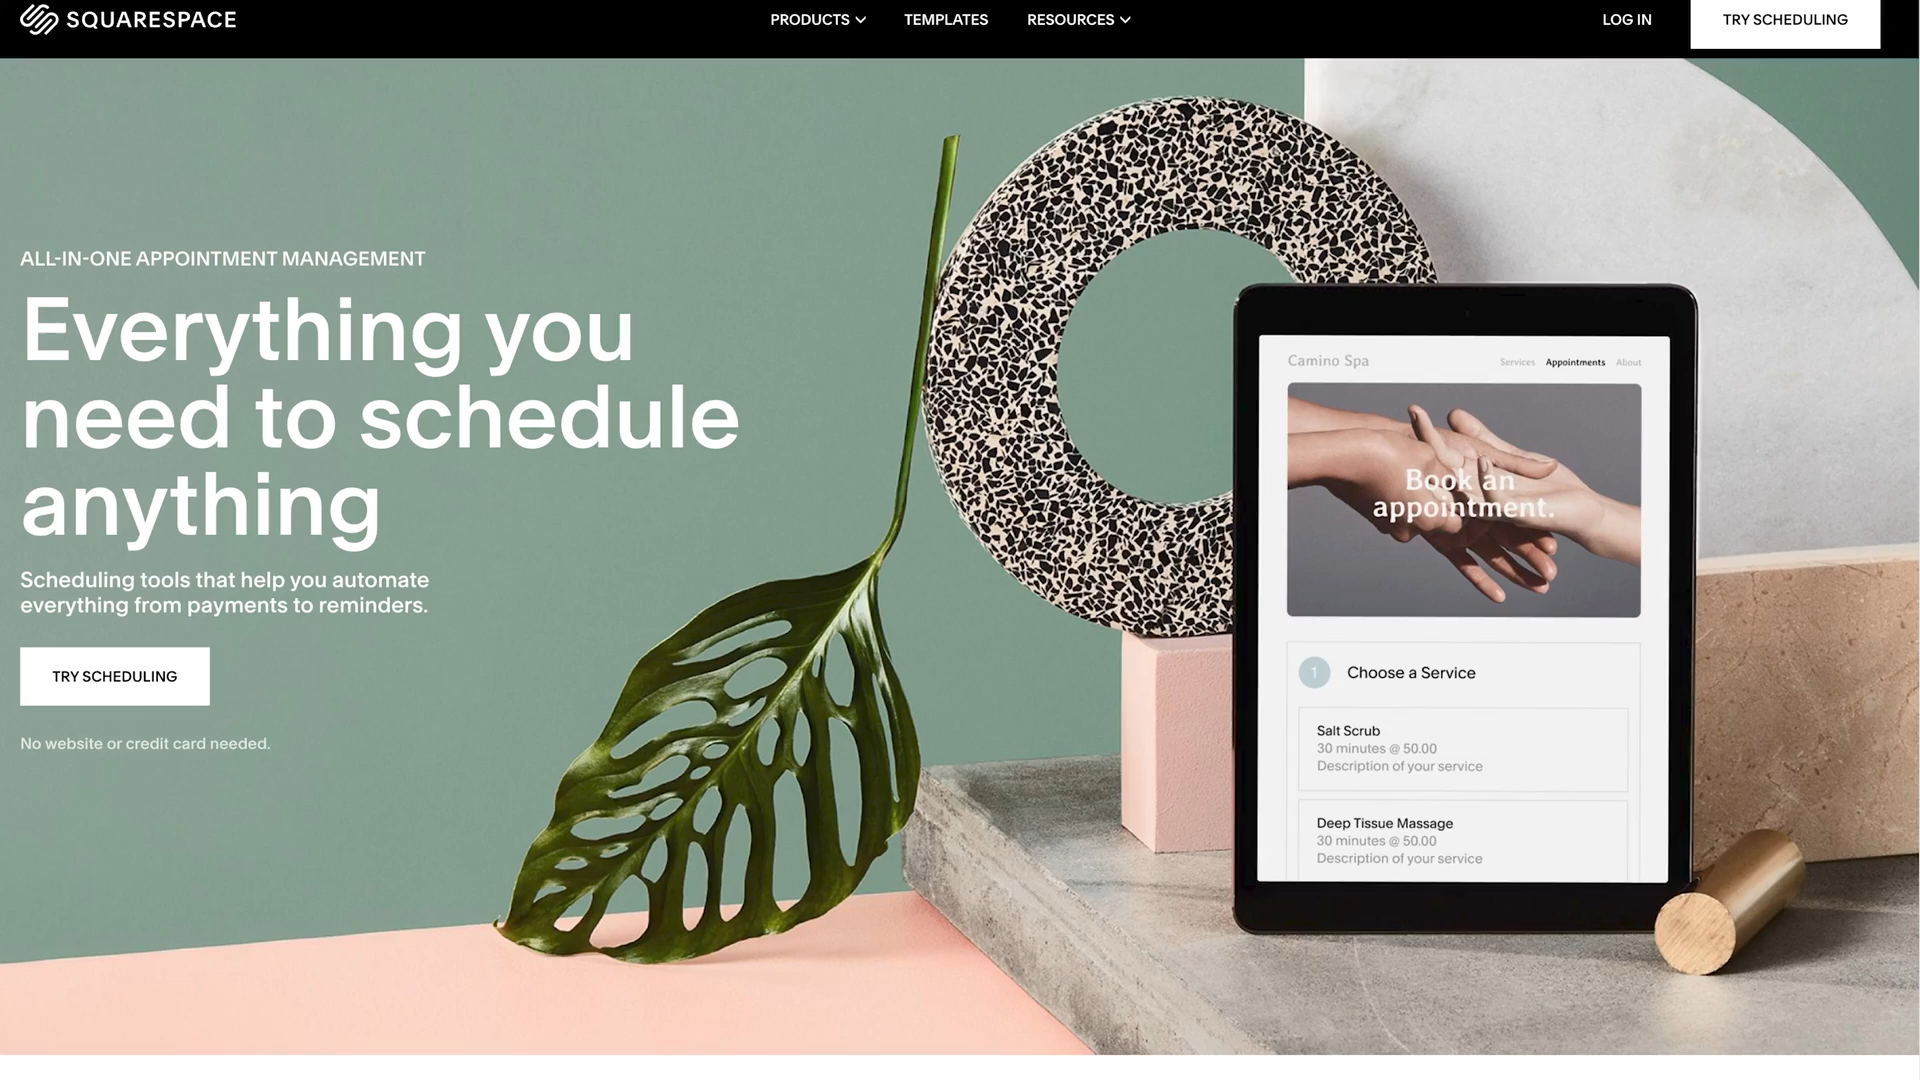 SQUARESPACE
PRODUCTS
TEMPLATES
RESOURCES
LOG IN
TRY SCHEDULING
ALL-IN-ONE APPOINTMENT MANAGEMENT
Everything you
need to schedule
anything
Scheduling tools that help you automate
everything from payments to reminders.
TRY SCHEDULING
No website or credit card needed.
Camino Spa
Services
Appointments
About
Book an
appointment.
1
Choose a Service
Salt Scrub
30 minutes @ 50.00
Description of your service
Deep Tissue Massage
30 minutes @ 50.00
Description of your service